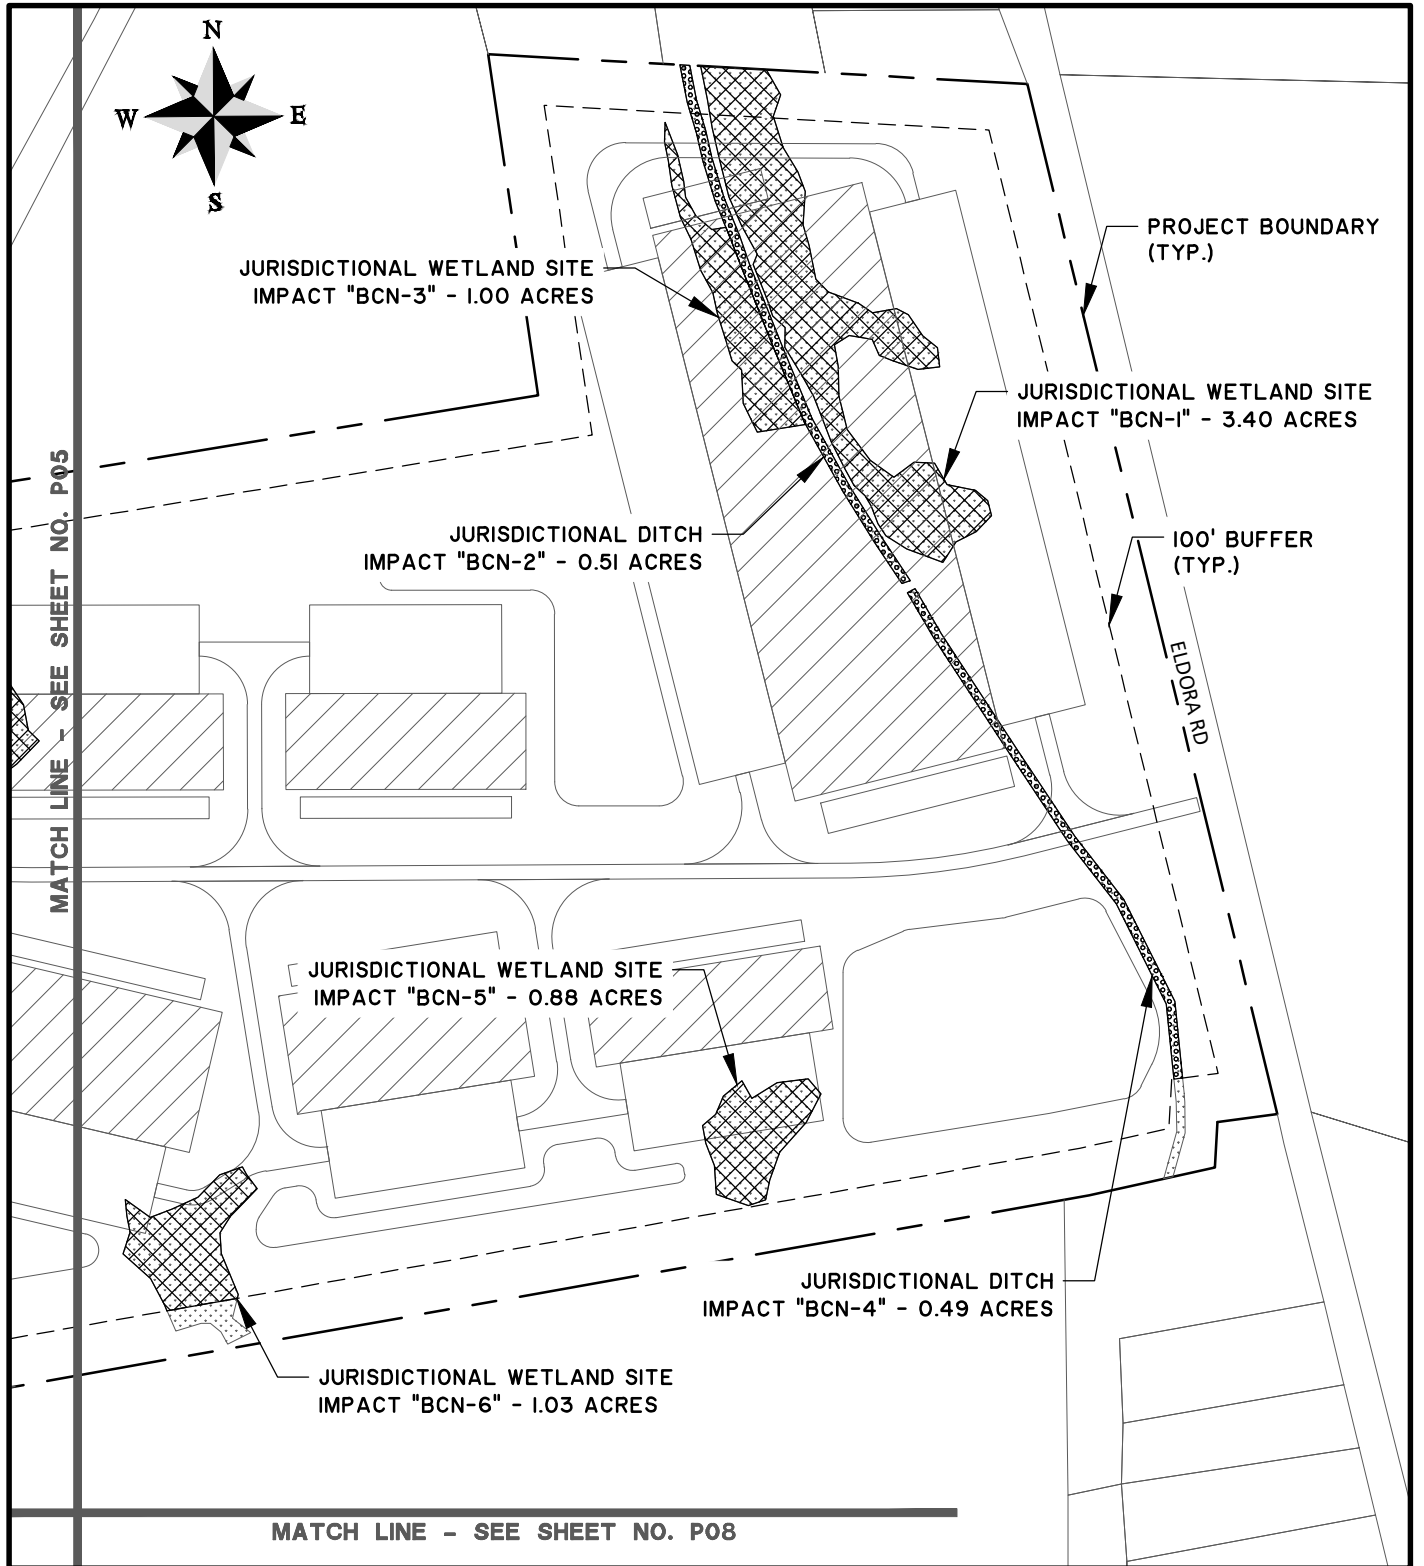 N
W
E
S
PROJECT BOUNDARY
(TYP.)
JURISDICTIONAL WETLAND SITE
IMPACT "BCN-3" - 1.00 ACRES
JURISDICTIONAL WETLAND SITE
IMPACT "BCN-1" - 3.40 ACRES
MATCH LINE - SEE SHEET NO. P05
JURISDICTIONAL DITCH
IMPACT "BCN-2" - 0.51 ACRES
100' BUFFER
(TYP.)
ELDORA RD
JURISDICTIONAL WETLAND SITE
IMPACT "BCN-5" - 0.88 ACRES
JURISDICTIONAL DITCH
IMPACT "BCN-4" - 0.49 ACRES
JURISDICTIONAL WETLAND SITE
IMPACT "BCN-6" - 1.03 ACRES
MATCH LINE - SEE SHEET NO. P08